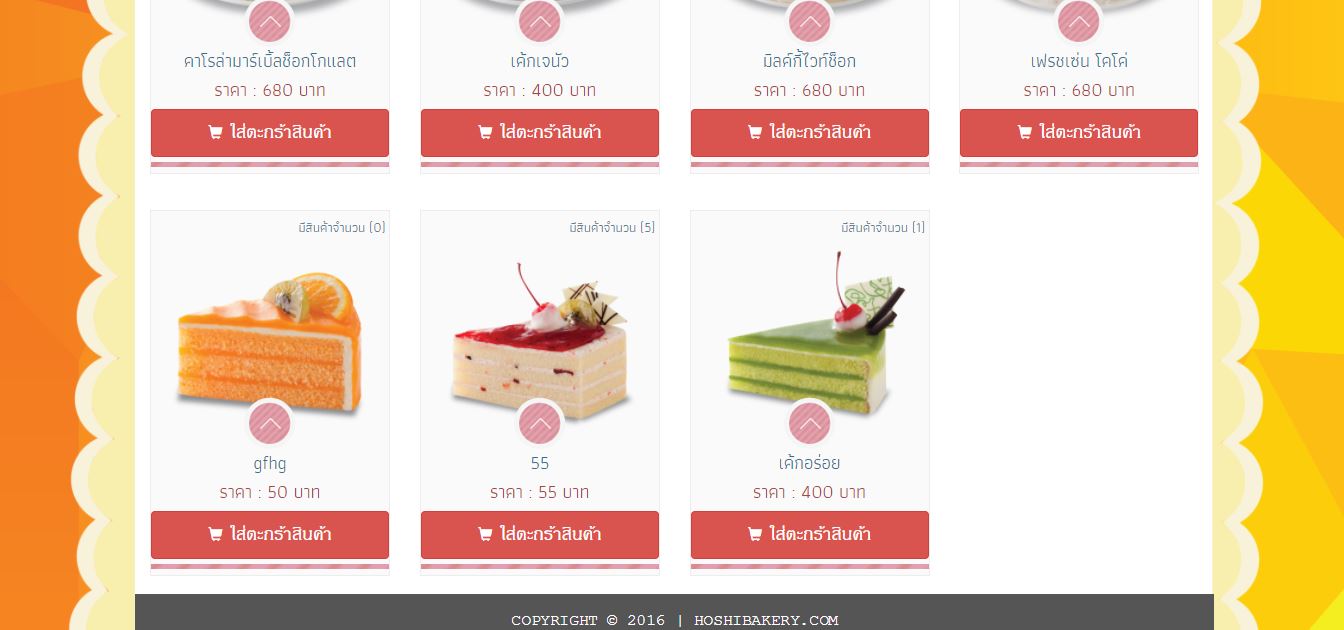 คาโรล่ามาร์เบิ้ลช็อกโกแลต
ราคา : 680 บาท
ใส่ตะกร้าสินค้า
เค้กเจนัว
ราคา : 400 บาท
ใส่ตะกร้าสินค้า
มิลค์กี้ไวท์ช็อก
ราคา : 680 บาท
ใส่ตะกร้าสินค้า
เฟรชเช่น โคโค่
ราคา : 680 บาท
ใส่ตะกร้าสินค้า
มีสินค้าจำนวน (0)
gfhg
ราคา : 50 บาท
ใส่ตะกร้าสินค้า
มีสินค้าจำนวน (5)
55
ราคา : 55 บาท
ใส่ตะกร้าสินค้า
มีสินค้าจำนวน (1)
เค้กอร่อย
ราคา : 400 บาท
ใส่ตะกร้าสินค้า
COPYRIGHT © 2016 | HOSHIBAKERY.COM